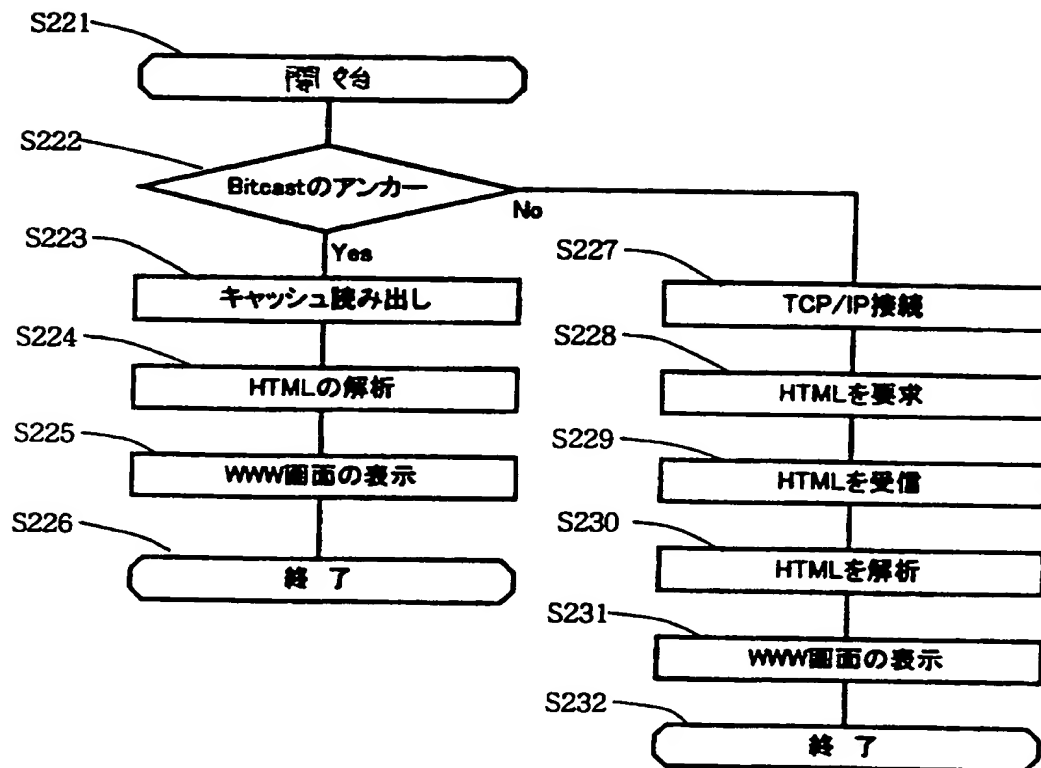 S221
S222
Bitcastのアンカー
No
Yes
S223
キャッシュ読み出し
S224
HTMLの解析
S225
WWW画面の表示
S226
終 了
S227
TCP/IP接続
S228
HTMLを要求
S229
HTMLを受信
S230
HTMLを解析
S231
WWW画面の表示
S232
終 了